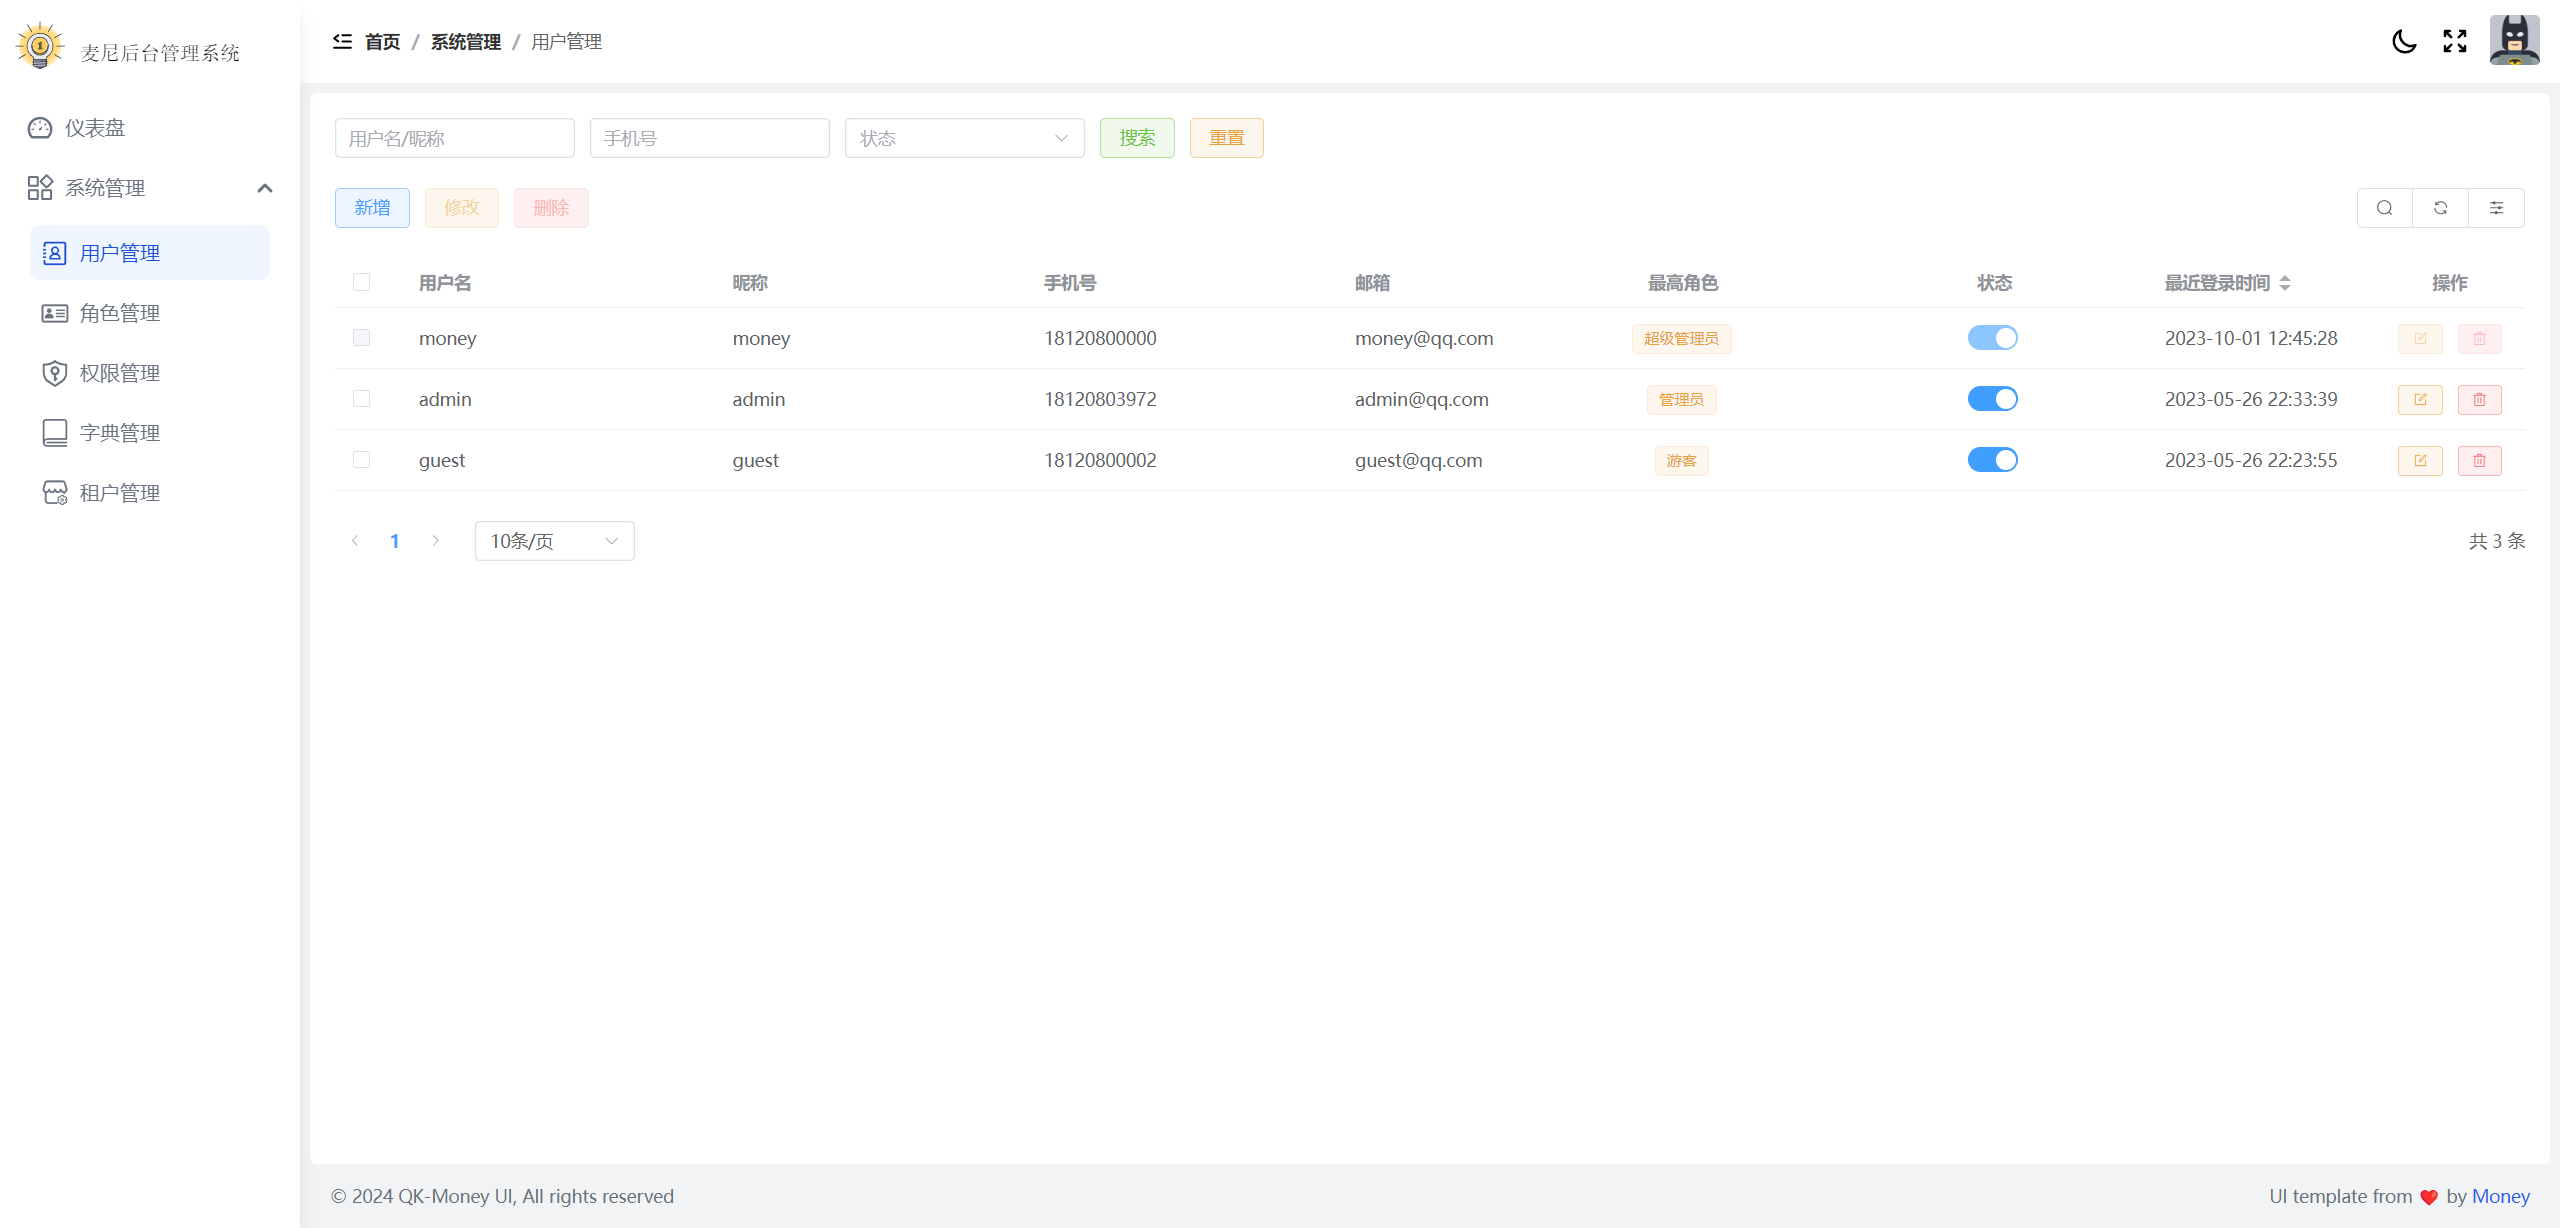 麦尼后台管理系统
首页 / 系统管理 / 用户管理
仪表盘
系统管理
用户管理
角色管理
权限管理
字典管理
租户管理
用户名/昵称 手机号 状态 搜索 重置
新增 修改 删除
用户名 昵称 手机号 邮箱 最高角色 状态 最近登录时间 操作
money money 18120800000 money@qq.com 超级管理员 2023-10-01 12:45:28
admin admin 18120803972 admin@qq.com 管理员 2023-05-26 22:33:39
guest guest 18120800002 guest@qq.com 游客 2023-05-26 22:23:55
1 10条/页 共 3 条
© 2024 QK-Money UI, All rights reserved
UI template from ❤️ by Money